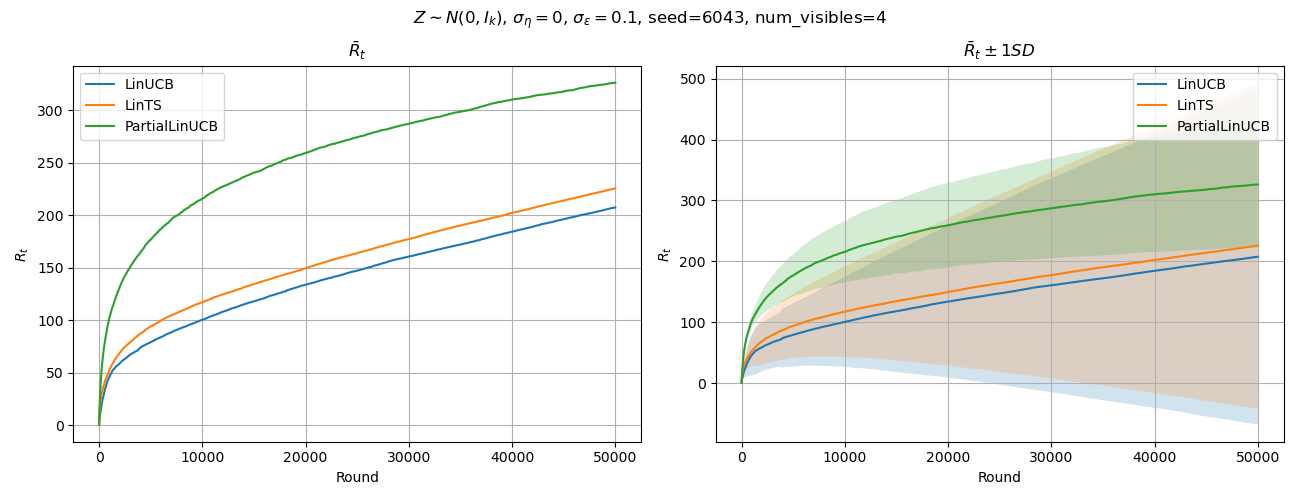 Z ∼ N(0, I_k), σ_η = 0, σ_ε = 0.1, seed=6043, num_visibles=4
R̄_t
R_t
300
250
200
150
100
50
0
LinUCB
LinTS
PartialLinUCB
0 10000 20000 30000 40000 50000
Round
R̄_t ± 1SD
R_t
500
400
300
200
100
0
LinUCB
LinTS
PartialLinUCB
0 10000 20000 30000 40000 50000
Round